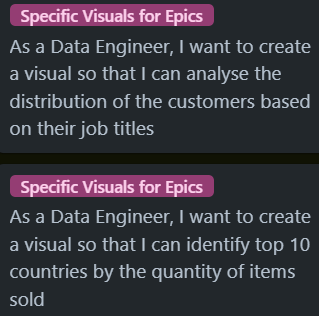 Specific Visuals for Epics
As a Data Engineer, I want to create
a visual so that I can analyse the
distribution of the customers based
on their job titles
Specific Visuals for Epics
As a Data Engineer, I want to create
a visual so that I can identify top 10
countries by the quantity of items
sold